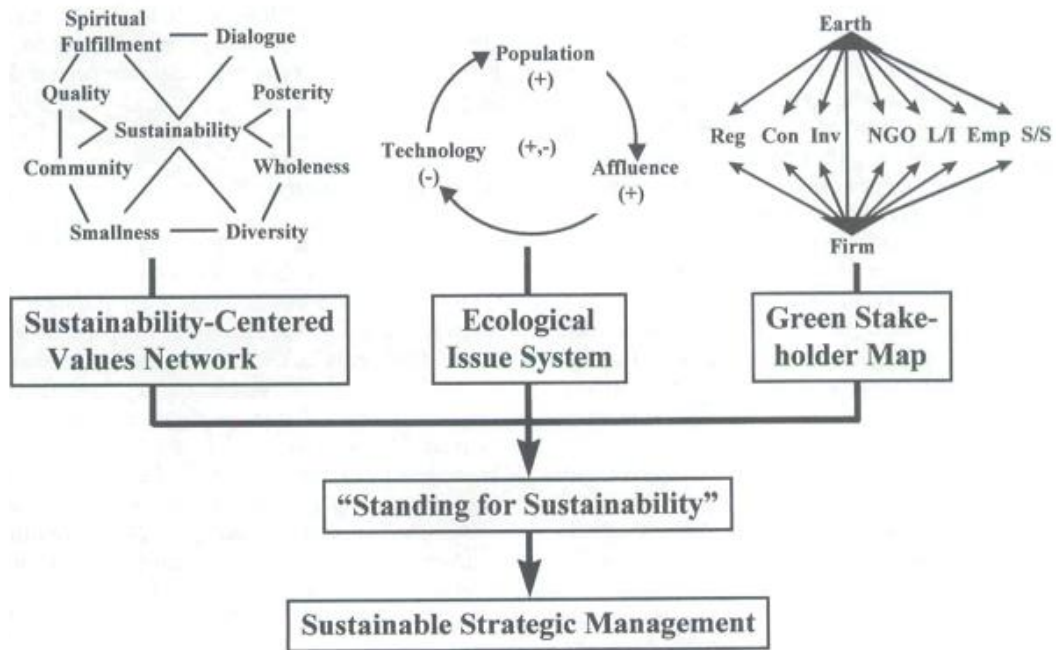 Spiritual
Fulfillment
Dialogue
Quality
Posterity
Sustainability
Community
Wholeness
Smallness
Diversity
Population
(+)
Technology
(-)
(+,-)
Affluence
(+)
Earth
Reg Con Inv NGO L/I Emp S/S
Firm
Sustainability-Centered
Values Network
Ecological
Issue System
Green Stake-
holder Map
“Standing for Sustainability”
Sustainable Strategic Management